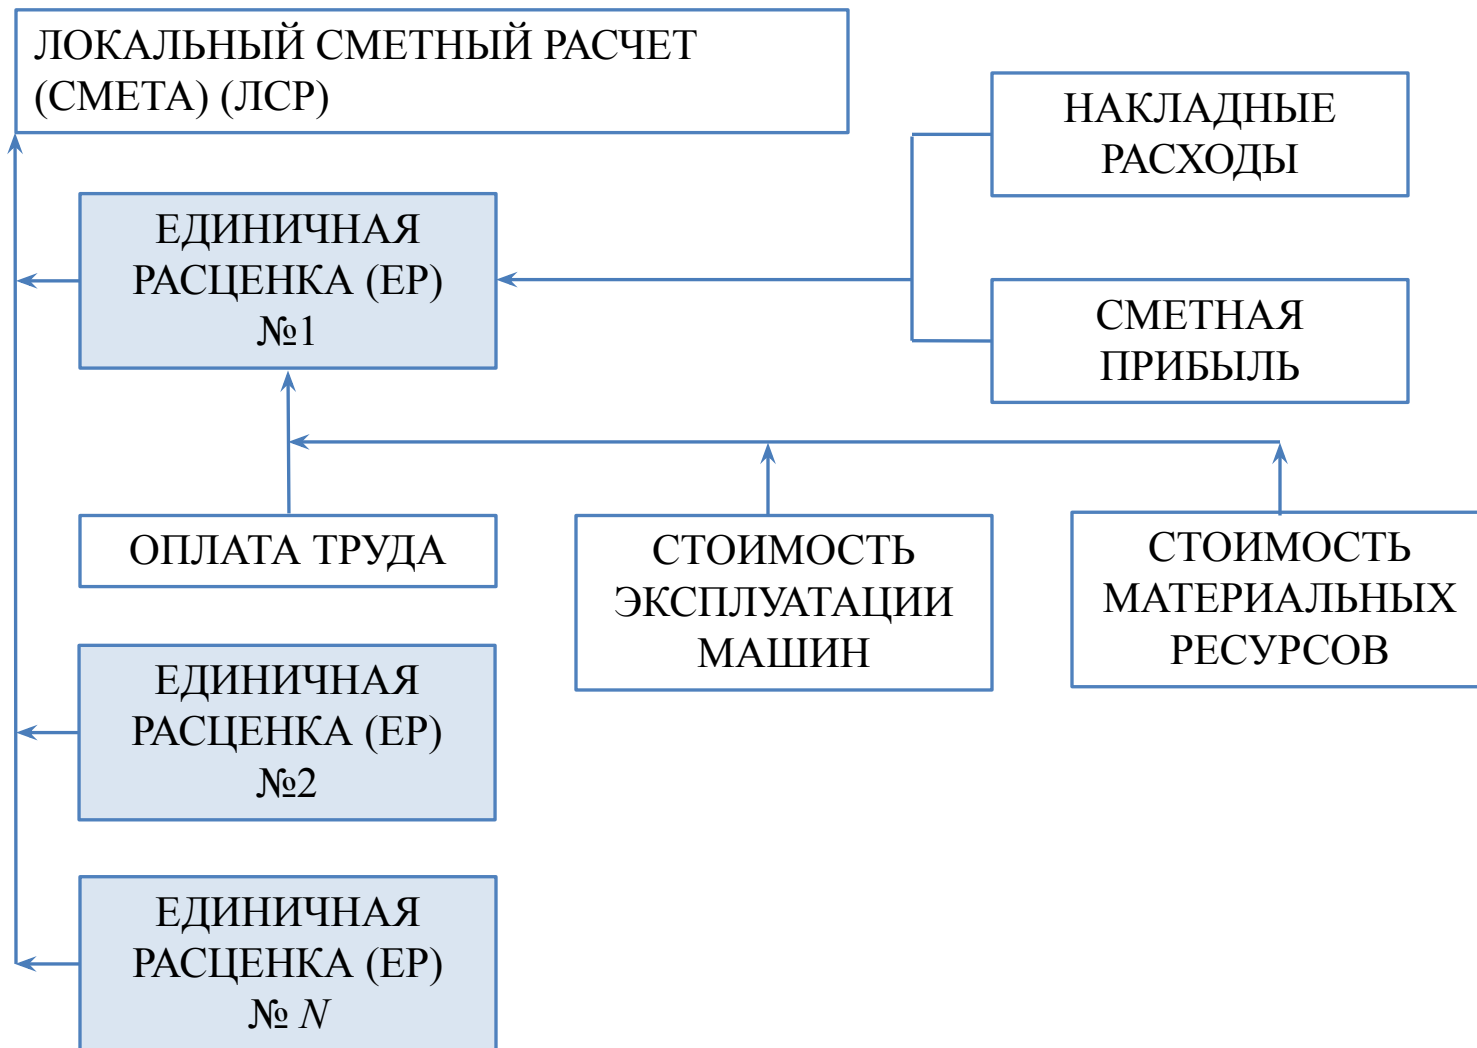 ЛОКАЛЬНЫЙ СМЕТНЫЙ РАСЧЕТ
(СМЕТА) (ЛСР)
НАКЛАДНЫЕ
РАСХОДЫ
ЕДИНИЧНАЯ
РАСЦЕНКА (ЕР)
№1
СМЕТНАЯ
ПРИБЫЛЬ
ОПЛАТА ТРУДА
СТОИМОСТЬ
ЭКСПЛУАТАЦИИ
МАШИН
СТОИМОСТЬ
МАТЕРИАЛЬНЫХ
РЕСУРСОВ
ЕДИНИЧНАЯ
РАСЦЕНКА (ЕР)
№2
ЕДИНИЧНАЯ
РАСЦЕНКА (ЕР)
№ N